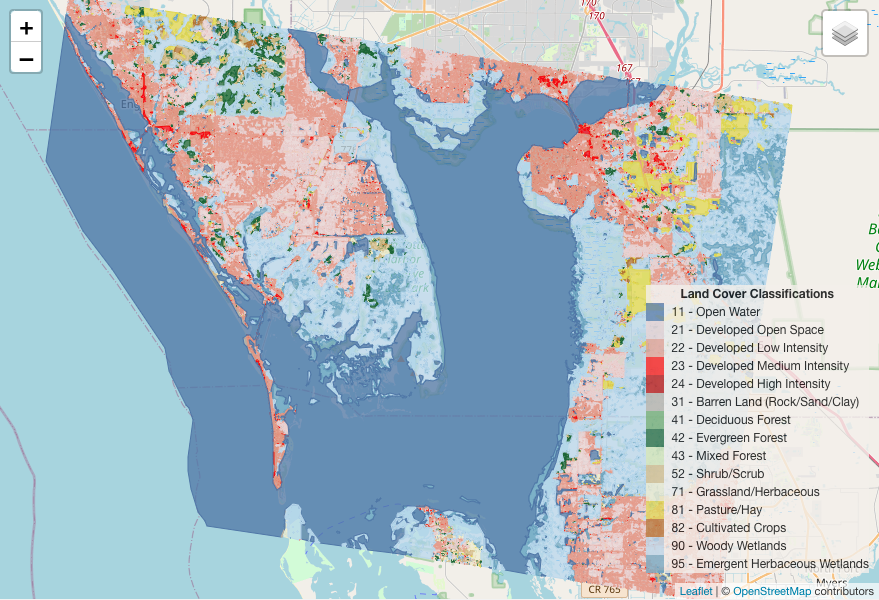 +
−
170
170
167
Eng
Land Cover Classifications
11 - Open Water
21 - Developed Open Space
22 - Developed Low Intensity
23 - Developed Medium Intensity
24 - Developed High Intensity
31 - Barren Land (Rock/Sand/Clay)
41 - Deciduous Forest
42 - Evergreen Forest
43 - Mixed Forest
52 - Shrub/Scrub
71 - Grassland/Herbaceous
81 - Pasture/Hay
82 - Cultivated Crops
90 - Woody Wetlands
95 - Emergent Herbaceous Wetlands
Myers
CR 765
Leaflet | © OpenStreetMap contributors